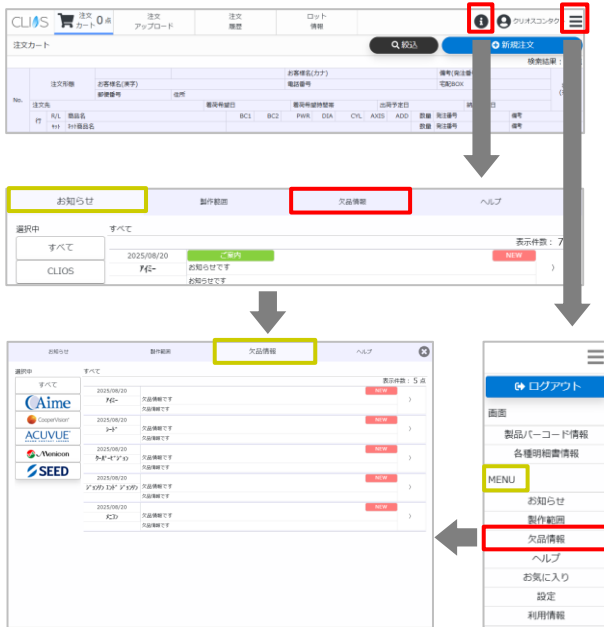 CLIOS
注文
カート 0 点
注文
アップロード
注文
履歴
ロット
情報
クリオスコンタク
注文カート
絞込
新規注文
検索結果：
お客様名(カナ)
注文形態 お客様名(漢字) 電話番号 宅配BOX
郵便番号 住所
No. 注文先 着荷希望日 着荷希望時間帯 出荷予定日
行 R/L 商品名 BC1 BC2 PWR DIA CYL AXIS ADD 数量 発注番号 備考
ｾｯﾄ ｾｯﾄ商品名 数量 発注番号 備考
お知らせ 製作範囲 欠品情報 ヘルプ
選択中 すべて
表示件数： 7
すべて
CLIOS
2025/08/20 ご案内 NEW
ｱｲﾐｰ お知らせです 〉
お知らせです
お知らせ 製作範囲 欠品情報 ヘルプ
選択中 すべて
表示件数： 5 点
すべて
Aime
CooperVision
ACUVUE
Menicon
SEED
2025/08/20 NEW
ｱｲﾐｰ 欠品情報です 〉
欠品情報です
2025/08/20 NEW
ｼｰﾄﾞ 欠品情報です 〉
欠品情報です
2025/08/20 NEW
ｸｰﾊﾟｰﾋﾞｼﾞｮﾝ 欠品情報です 〉
欠品情報です
2025/08/20 NEW
ｼﾞｮﾝｿﾝ ｴﾝﾄﾞ ｼﾞｮﾝｿﾝ 欠品情報です 〉
欠品情報です
2025/08/20 NEW
ﾒﾆｺﾝ 欠品情報です 〉
欠品情報です
ログアウト
画面
製品バーコード情報
各種明細書情報
MENU
お知らせ
製作範囲
欠品情報
ヘルプ
お気に入り
設定
利用情報